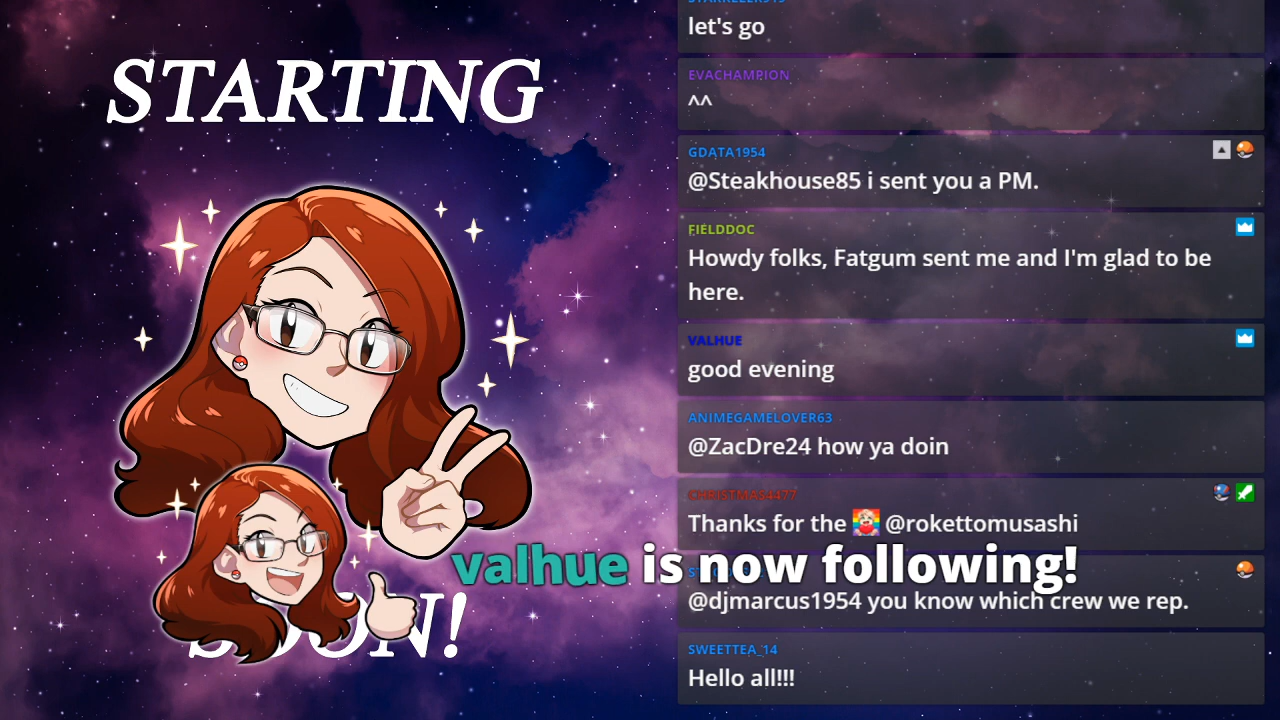 STARTING
SOON!
let's go
EVACHAMPION
^^
GDATA1954
@Steakhouse85 i sent you a PM.
FIELDDOC
Howdy folks, Fatgum sent me and I'm glad to be
here.
VALHUE
good evening
ANIMEGAMELOVER63
@ZacDre24 how ya doin
CHRISTMAS4477
Thanks for the @rokettomusashi
valhue is now following!
@djmarcus1954 you know which crew we rep.
SWEETTEA_14
Hello all!!!